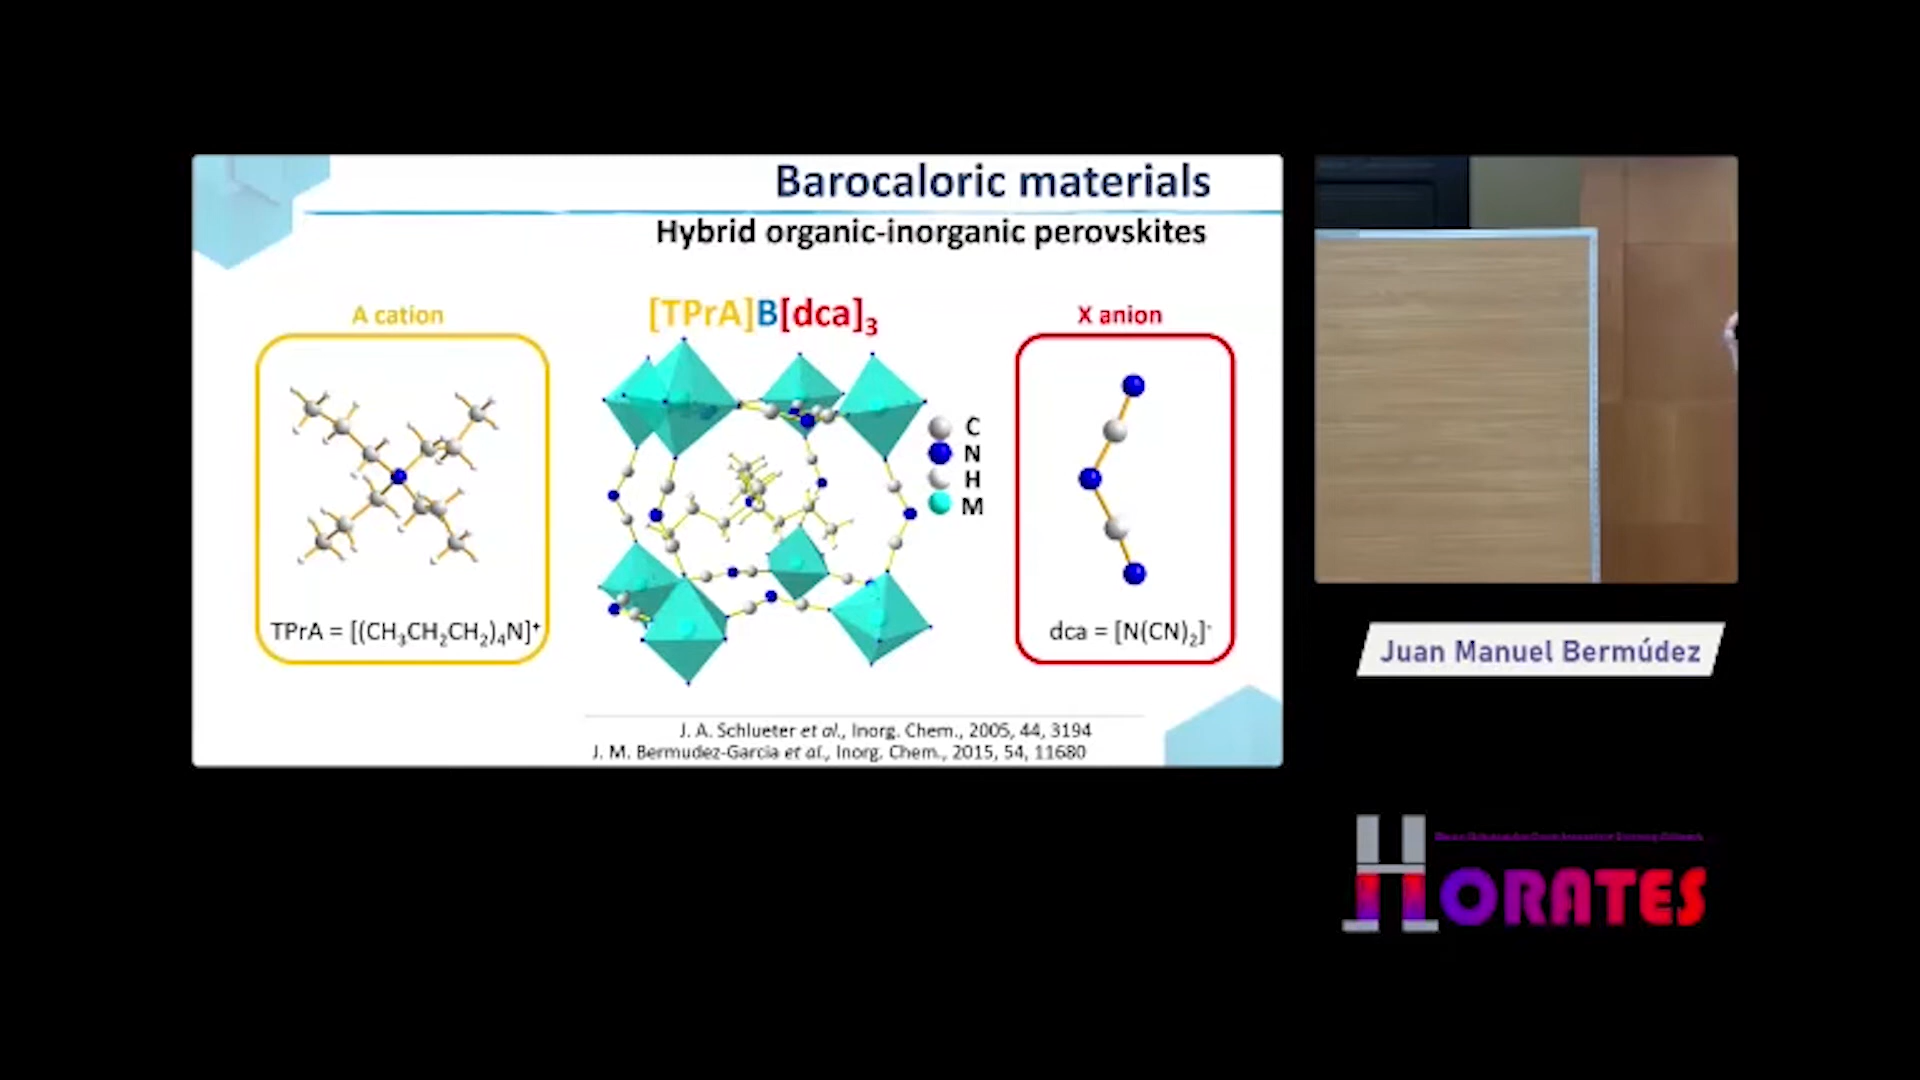 Barocaloric materials
Hybrid organic-inorganic perovskites
A cation
[TPrA]B[dca]₃
X anion
C
N
H
M
TPrA = [(CH₃CH₂CH₂)₄N]⁺
dca = [N(CN)₂]⁻
J. A. Schlueter et al., Inorg. Chem., 2005, 44, 3194
J. M. Bermudez-Garcia et al., Inorg. Chem., 2015, 54, 11680
Juan Manuel Bermúdez
HORATES